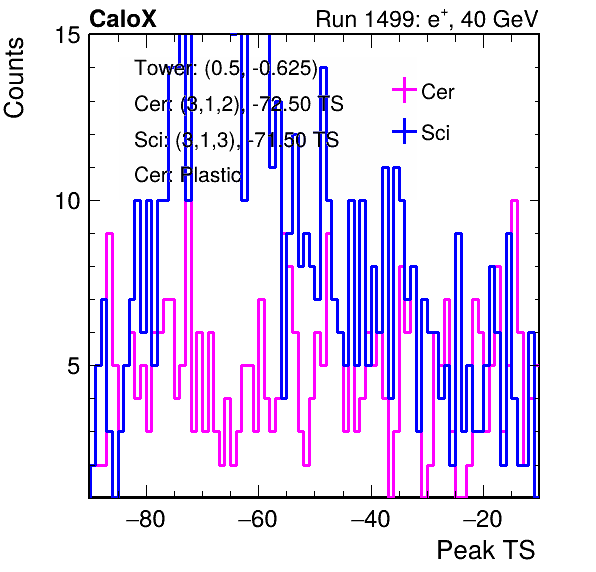 CaloX Run 1499: e⁺, 40 GeV
Counts
15
10
5
Tower: (0.5, -0.625)
Cer: (3,1,2), -72.50 TS
Sci: (3,1,3), -71.50 TS
Cer: Plastic
Cer
Sci
−80 −60 −40 −20
Peak TS